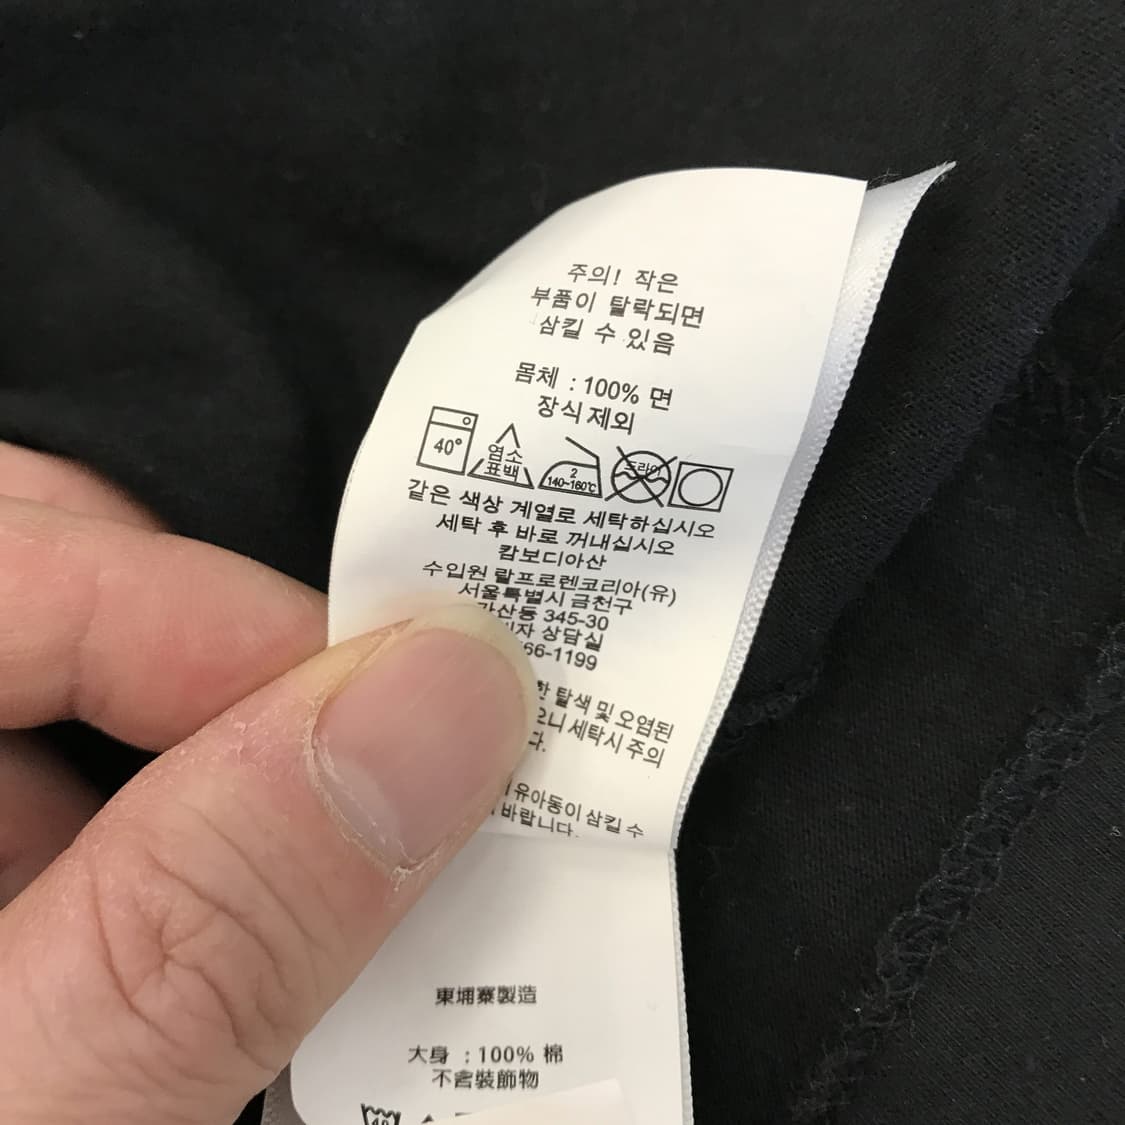 주의! 작은
부품이 탈락되면
삼킬 수 있음
몸체 : 100% 면
장식제외
40°
염소
표백
2
140~160℃
드라이
같은 색상 계열로 세탁하십시오
세탁 후 바로 꺼내십시오
캄보디아산
수입원 랄프로렌코리아(유)
서울특별시 금천구
345-30
상담실
66-1199
탈색 및 오염된
세탁시 주의
다.
유아동이 삼킬 수
바랍니다.
東埔寨製造
大身 : 100% 棉
不含裝飾物
40